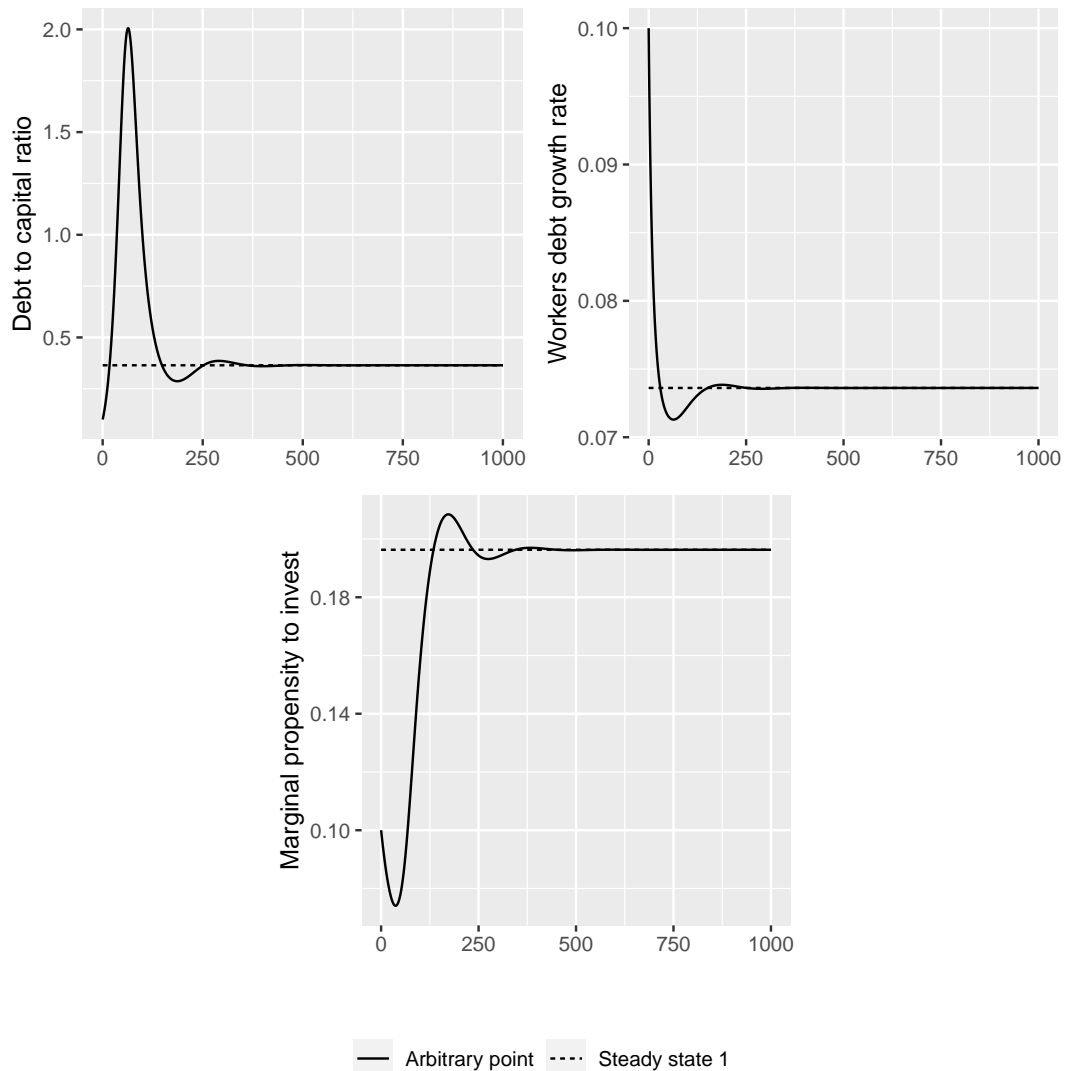 Debt to capital ratio
2.0
1.5
1.0
0.5
0 250 500 750 1000
Workers debt growth rate
0.10
0.09
0.08
0.07
0 250 500 750 1000
Marginal propensity to invest
0.18
0.14
0.10
0 250 500 750 1000
Arbitrary point Steady state 1